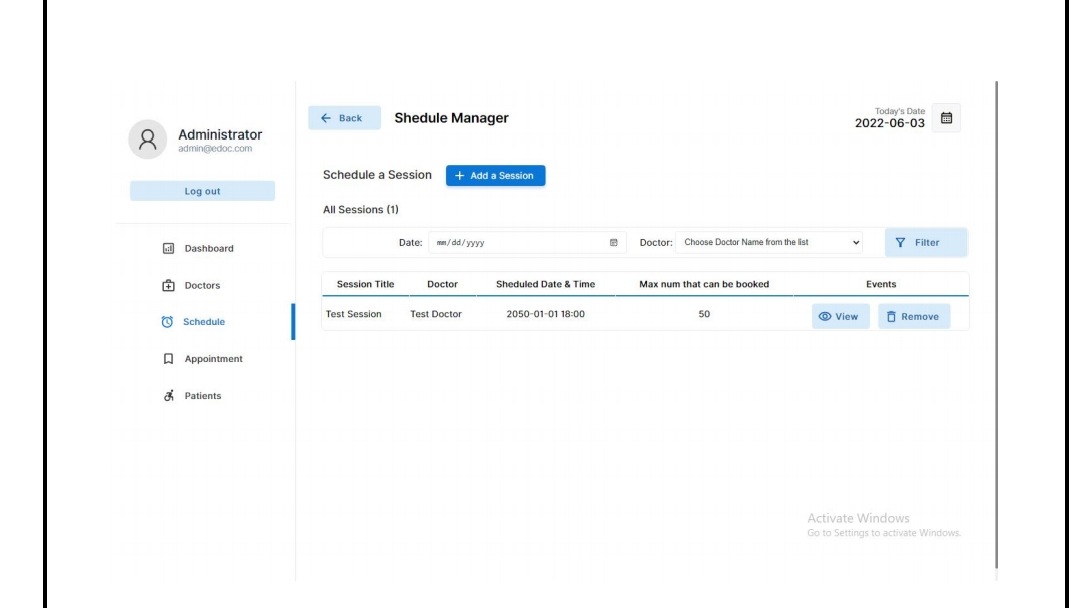 Administrator
admin@edoc.com
Log out
Dashboard
Doctors
Schedule
Appointment
Patients
Back
Shedule Manager
Today's Date
2022-06-03
Schedule a Session
+ Add a Session
All Sessions (1)
Date: mm/dd/yyyy Doctor: Choose Doctor Name from the list Filter
Session Title Doctor Sheduled Date & Time Max num that can be booked Events
Test Session Test Doctor 2050-01-01 18:00 50 View Remove
Activate Windows
Go to Settings to activate Windows.